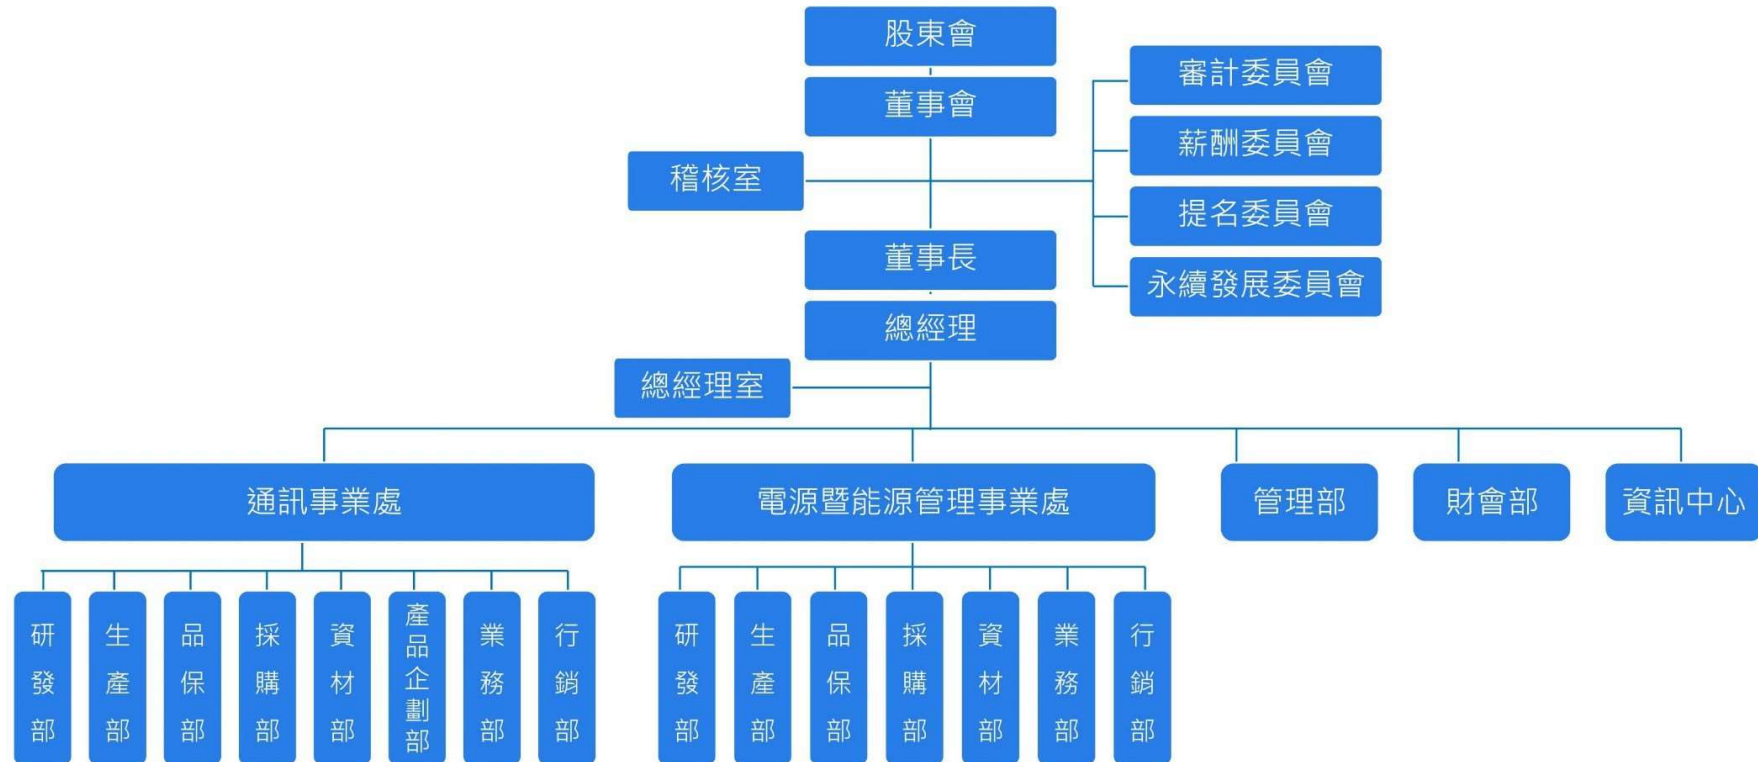 股東會
董事會
審計委員會
薪酬委員會
提名委員會
永續發展委員會
稽核室
董事長
總經理
總經理室
通訊事業處
電源暨能源管理事業處
管理部
財會部
資訊中心
研發部
生產部
品保部
採購部
資材部
產品企劃部
業務部
行銷部
研發部
生產部
品保部
採購部
資材部
業務部
行銷部